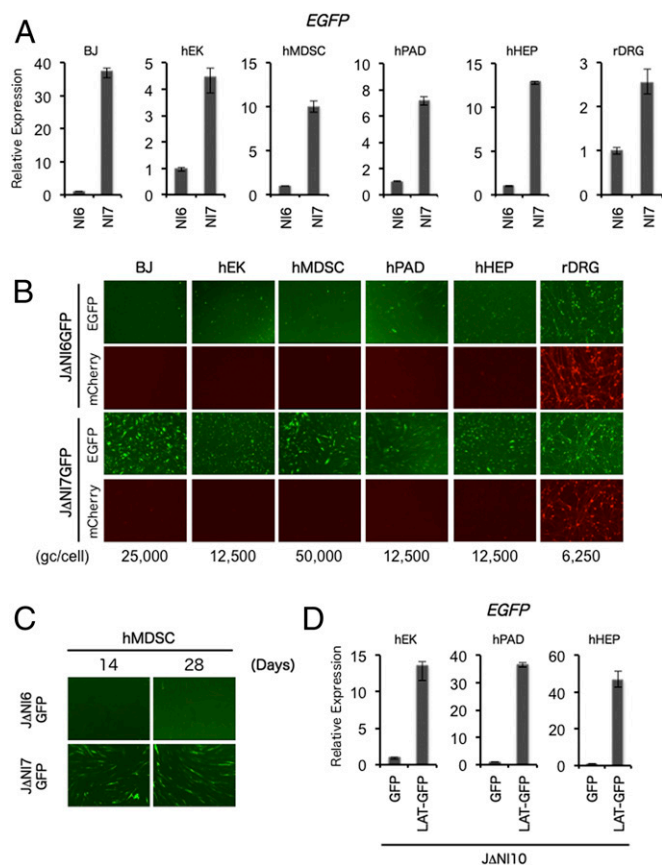 A
EGFP
BJ hEK hMDSC hPAD hHEP rDRG
Relative Expression
40 30 20 10 0
5 4 3 2 1 0
15 10 5 0
8 6 4 2 0
15 10 5 0
3 2 1 0
NI6 NI7 NI6 NI7 NI6 NI7 NI6 NI7 NI6 NI7 NI6 NI7
B
BJ hEK hMDSC hPAD hHEP rDRG
JΔNI6GFP
EGFP
mCherry
JΔNI7GFP
EGFP
mCherry
(gc/cell) 25,000 12,500 50,000 12,500 12,500 6,250
C
hMDSC
14 28 (Days)
JΔNI6
GFP
JΔNI7
GFP
D
EGFP
hEK hPAD hHEP
Relative Expression
15 10 5 0
40 30 20 10 0
60 40 20 0
GFP LAT-GFP GFP LAT-GFP GFP LAT-GFP
JΔNI10